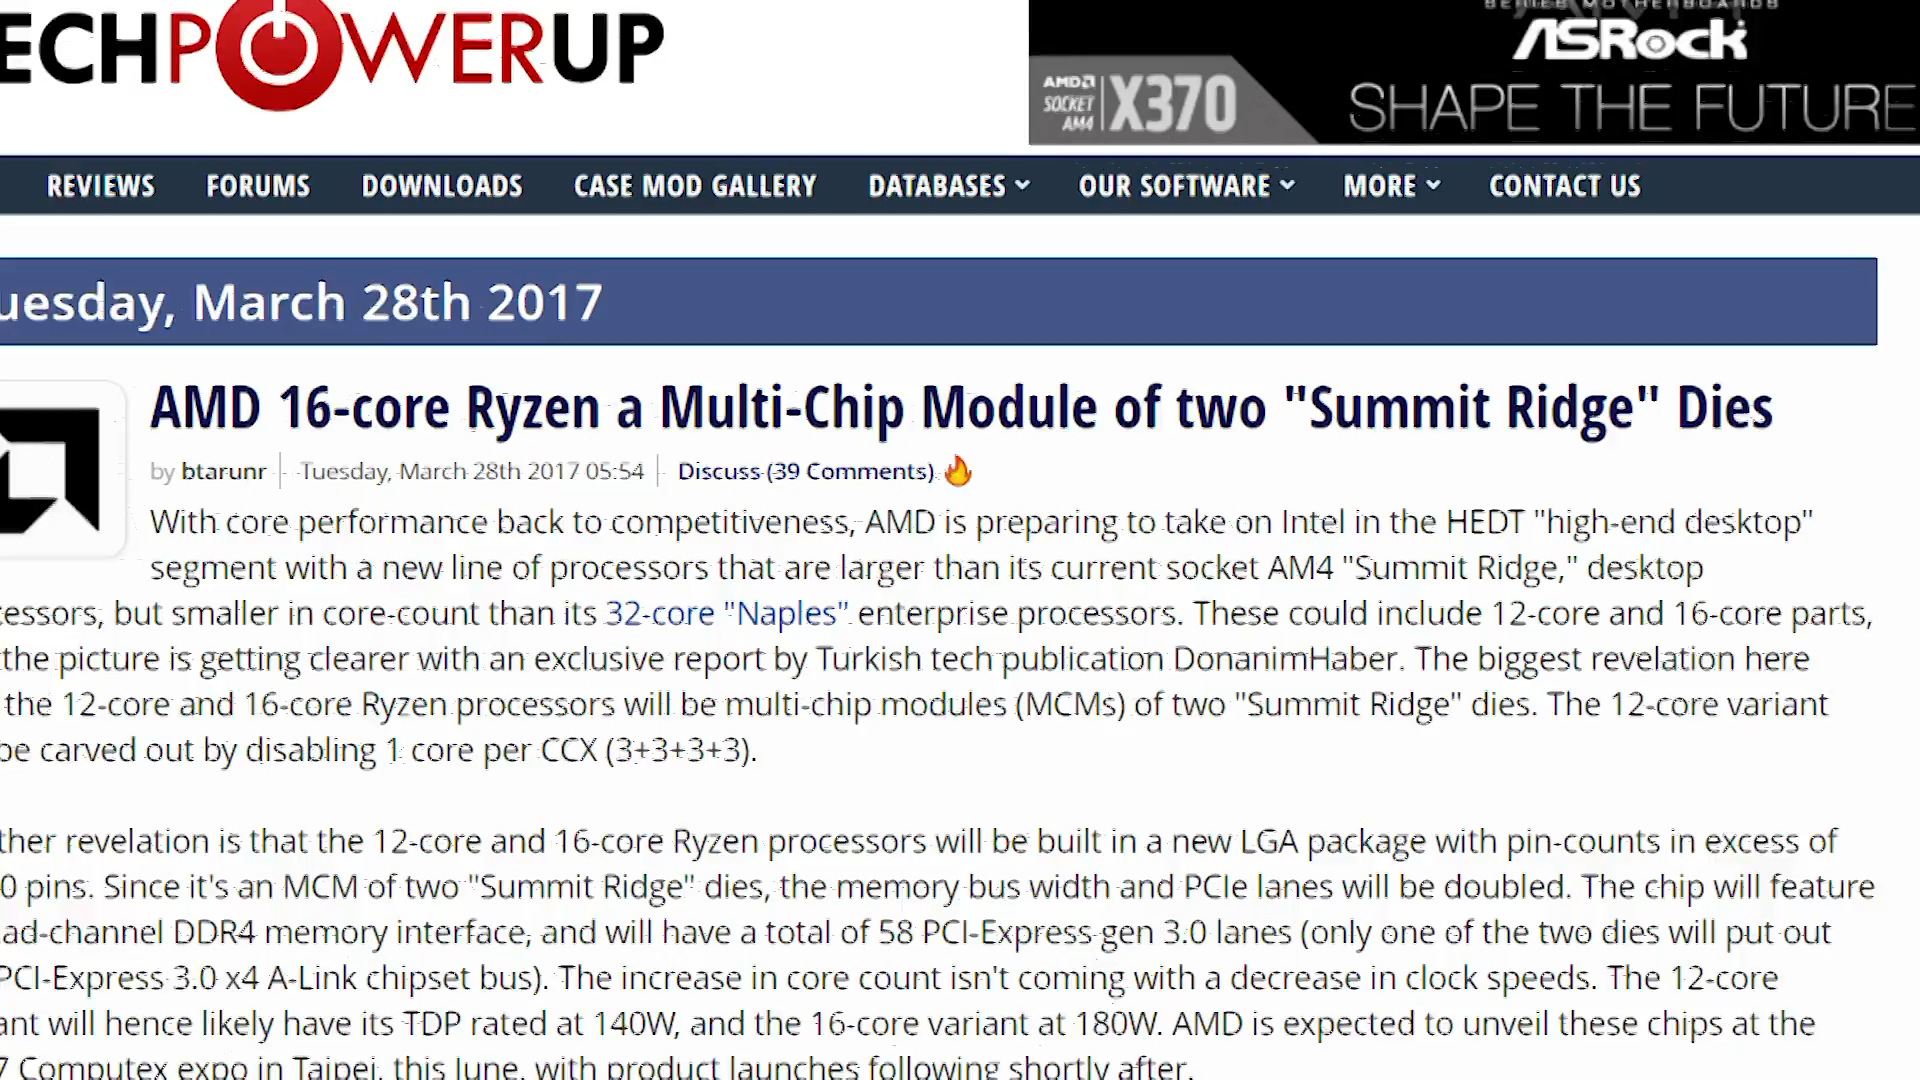 ECHPOWERUP
ASRock
AMD SOCKET AM4 X370
SHAPE THE FUTURE
REVIEWS FORUMS DOWNLOADS CASE MOD GALLERY DATABASES OUR SOFTWARE MORE CONTACT US
uesday, March 28th 2017
AMD 16-core Ryzen a Multi-Chip Module of two "Summit Ridge" Dies
by btarunr Tuesday, March 28th 2017 05:54 Discuss (39 Comments)
With core performance back to competitiveness, AMD is preparing to take on Intel in the HEDT "high-end desktop"
segment with a new line of processors that are larger than its current socket AM4 "Summit Ridge," desktop
essors, but smaller in core-count than its 32-core "Naples" enterprise processors. These could include 12-core and 16-core parts,
the picture is getting clearer with an exclusive report by Turkish tech publication DonanimHaber. The biggest revelation here
the 12-core and 16-core Ryzen processors will be multi-chip modules (MCMs) of two "Summit Ridge" dies. The 12-core variant
be carved out by disabling 1 core per CCX (3+3+3+3).
ther revelation is that the 12-core and 16-core Ryzen processors will be built in a new LGA package with pin-counts in excess of
0 pins. Since it's an MCM of two "Summit Ridge" dies, the memory bus width and PCIe lanes will be doubled. The chip will feature
ad-channel DDR4 memory interface, and will have a total of 58 PCI-Express gen 3.0 lanes (only one of the two dies will put out
PCI-Express 3.0 x4 A-Link chipset bus). The increase in core count isn't coming with a decrease in clock speeds. The 12-core
ant will hence likely have its TDP rated at 140W, and the 16-core variant at 180W. AMD is expected to unveil these chips at the
7 Computex expo in Taipei, this June, with product launches following shortly after.